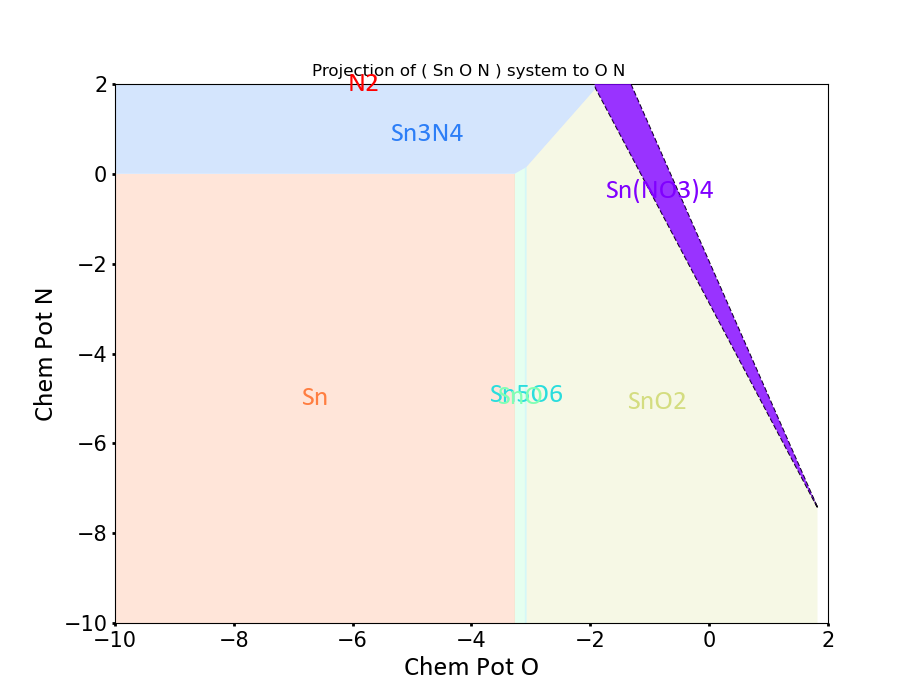 Projection of ( Sn O N ) system to O N
N2
Sn3N4
Sn(NO3)4
Sn5O6
SnO
Sn
SnO2
2
0
−2
−4
−6
−8
−10
−10
−8
−6
−4
−2
0
2
Chem Pot N
Chem Pot O